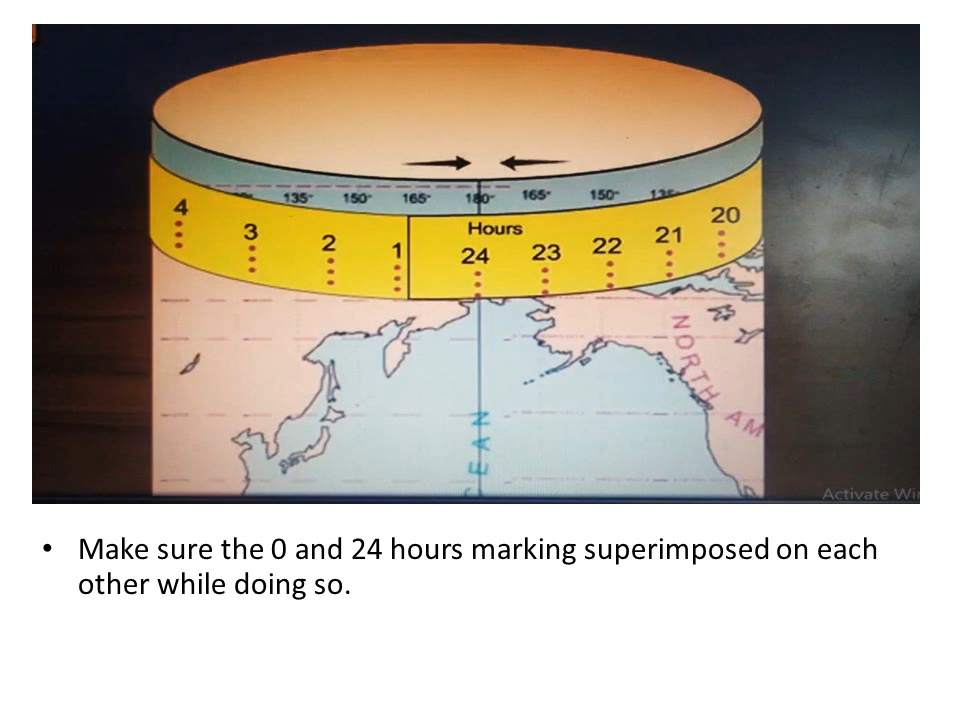 135° 150° 165° 180° 165° 150°
Hours
4 3 2 1 24 23 22 21 20
NORTH AM
EAN
Activate Wi
• Make sure the 0 and 24 hours marking superimposed on each
other while doing so.